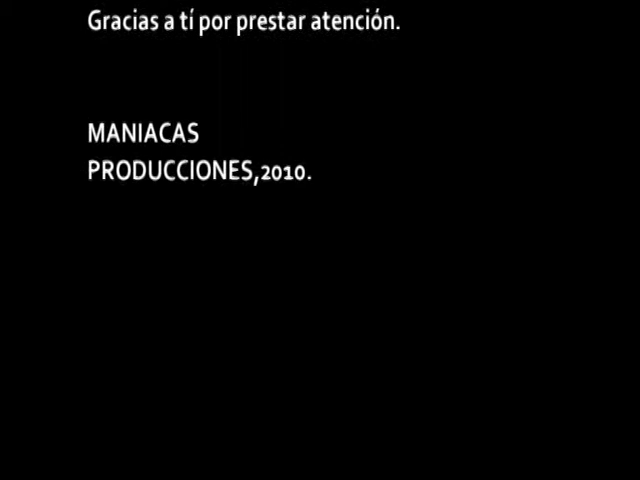 Gracias a tí por prestar atención.
MANIACAS
PRODUCCIONES,2010.